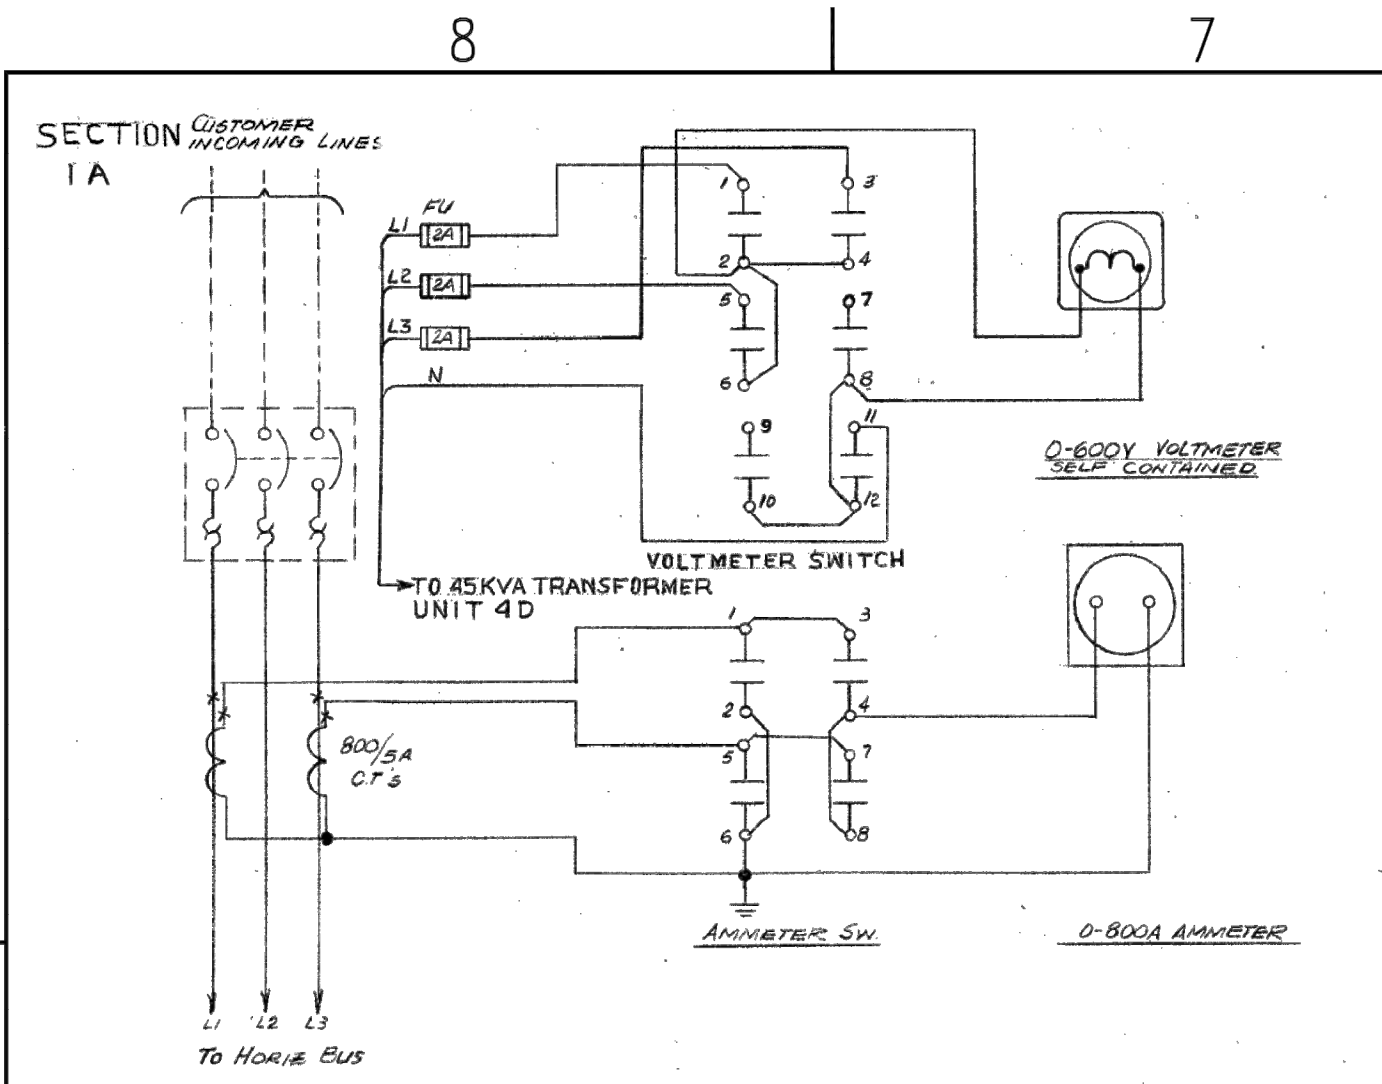 8
7
SECTION
1A
CUSTOMER
INCOMING LINES
FU
L1
2A
L2
2A
L3
2A
N
1
3
2
4
5
7
6
8
9
11
10
12
VOLTMETER SWITCH
0-600V VOLTMETER
SELF CONTAINED
TO 45KVA TRANSFORMER
UNIT 4D
1
3
2
4
5
7
6
8
800/5A
C.T's
AMMETER SW.
0-800A AMMETER
L1
L2
L3
TO HORIZ BUS